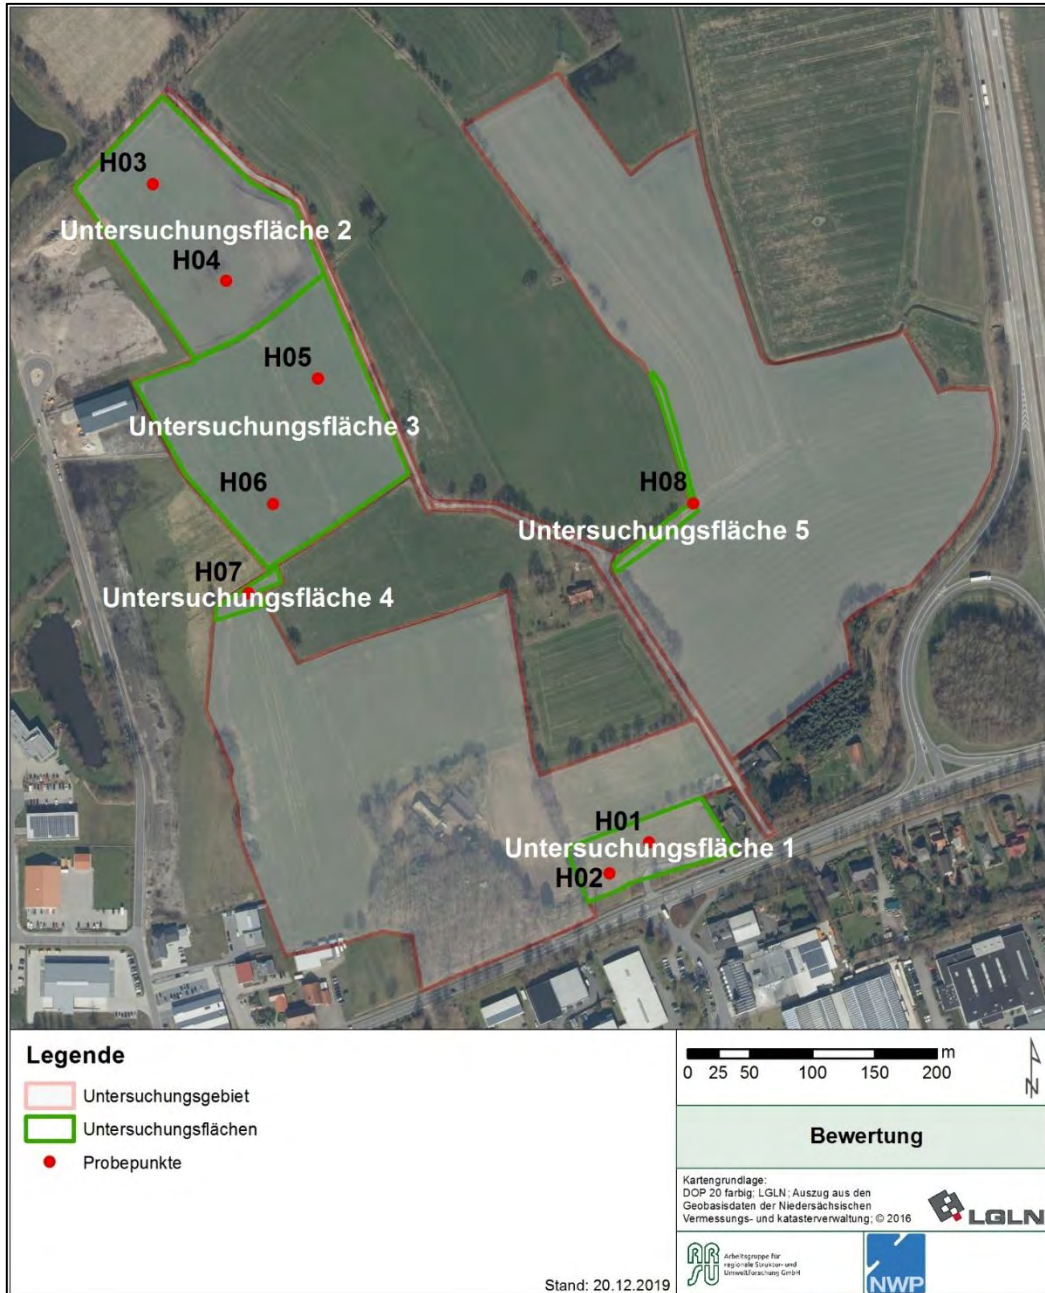 H03
Untersuchungsfläche 2
H04
H05
Untersuchungsfläche 3
H06
H08
Untersuchungsfläche 5
H07
Untersuchungsfläche 4
H01
Untersuchungsfläche 1
H02
Legende
Untersuchungsgebiet
Untersuchungsflächen
Probepunkte
Stand: 20.12.2019
m
0 25 50 100 150 200
N
Bewertung
Kartengrundlage:
DOP 20 farbig; LGLN; Auszug aus den
Geobasisdaten der Niedersächsischen
Vermessungs- und katasterverwaltung; © 2016
LGLN
ARSU
Arbeitsgruppe für
regionale Struktur- und
Umweltforschung GmbH
NWP